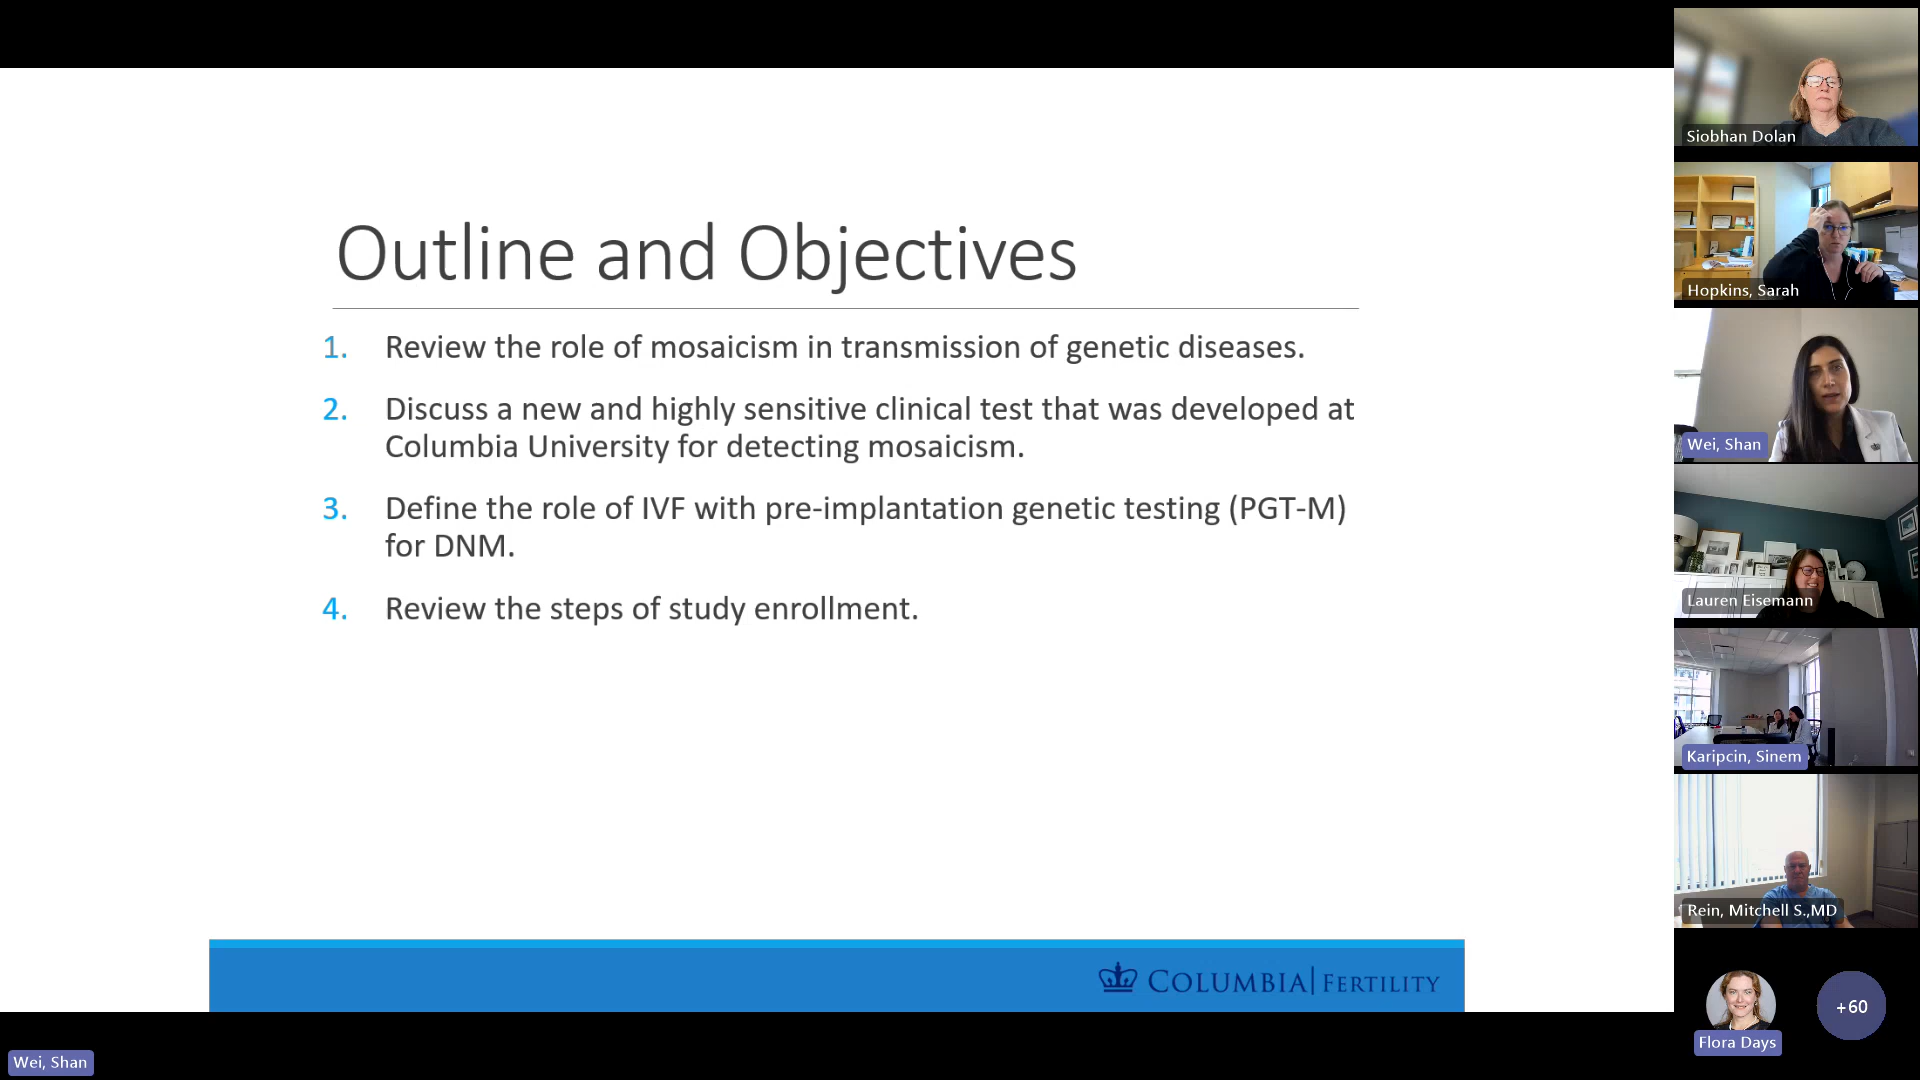 Outline and Objectives
1. Review the role of mosaicism in transmission of genetic diseases.
2. Discuss a new and highly sensitive clinical test that was developed at
Columbia University for detecting mosaicism.
3. Define the role of IVF with pre-implantation genetic testing (PGT-M)
for DNM.
4. Review the steps of study enrollment.
COLUMBIA | FERTILITY
Siobhan Dolan
Hopkins, Sarah
Wei, Shan
Lauren Eisemann
Karipcin, Sinem
Rein, Mitchell S.,MD
Flora Days
+60
Wei, Shan